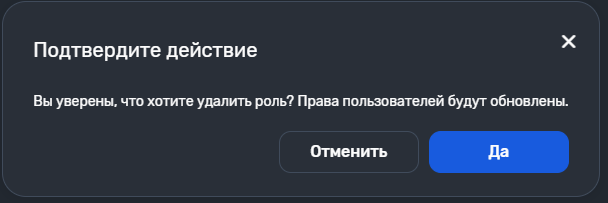 Подтвердите действие
Вы уверены, что хотите удалить роль? Права пользователей будут обновлены.
Отменить
Да